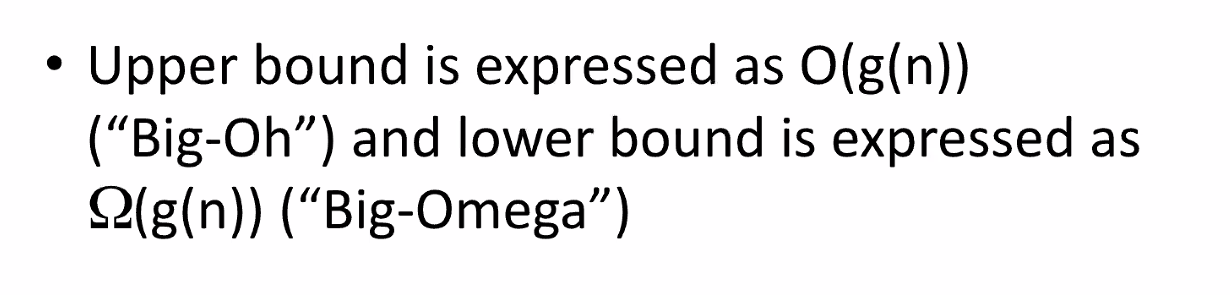 • Upper bound is expressed as O(g(n))
(“Big-Oh”) and lower bound is expressed as
Ω(g(n)) (“Big-Omega”)